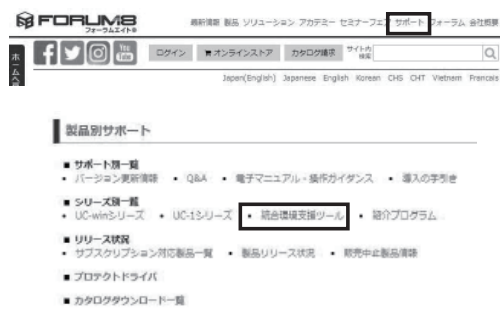 FORUM8
フォーラムエイト®
最新情報 製品 ソリューション アカデミー セミナーフェア サポート フォーラム 会社概要
You Tube
ログイン オンラインストア カタログ請求 サイト内検索
ホームへ
Japan(English) Japanese English Korean CHS CHT Vietnam Francais
製品別サポート
■ サポート別一覧
• バージョン更新情報 • Q&A • 電子マニュアル・操作ガイダンス • 導入の手引き
■ シリーズ別一覧
• UC-winシリーズ • UC-1シリーズ • 統合環境支援ツール • 紹介プログラム
■ リリース状況
• サブスクリプション対応製品一覧 • 製品リリース状況 • 販売中止製品情報
■ プロテクトドライバ
■ カタログダウンロード一覧